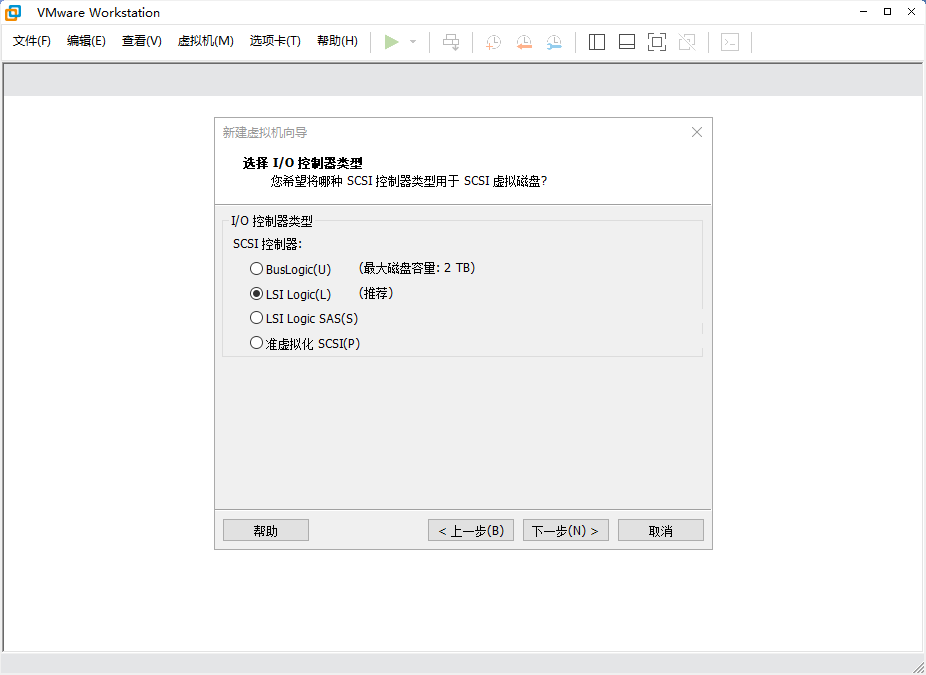 VMware Workstation
文件(F) 编辑(E) 查看(V) 虚拟机(M) 选项卡(T) 帮助(H)
新建虚拟机向导
选择 I/O 控制器类型
您希望将哪种 SCSI 控制器类型用于 SCSI 虚拟磁盘?
I/O 控制器类型
SCSI 控制器:
BusLogic(U) (最大磁盘容量: 2 TB)
LSI Logic(L) (推荐)
LSI Logic SAS(S)
准虚拟化 SCSI(P)
帮助 < 上一步(B) 下一步(N) > 取消